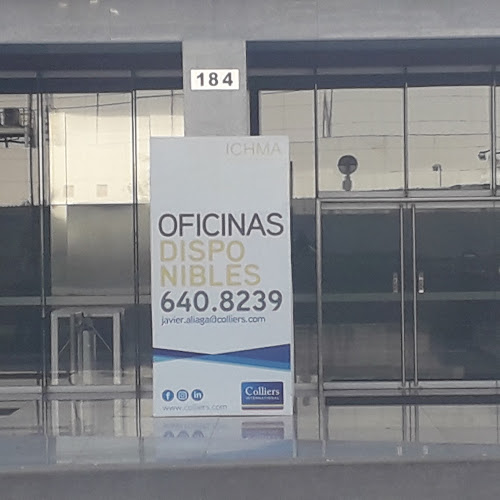 184
ICHMA
OFICINAS
DISPO
NIBLES
640.8239
javier.aliaga@colliers.com
Colliers
INTERNATIONAL
www.colliers.com